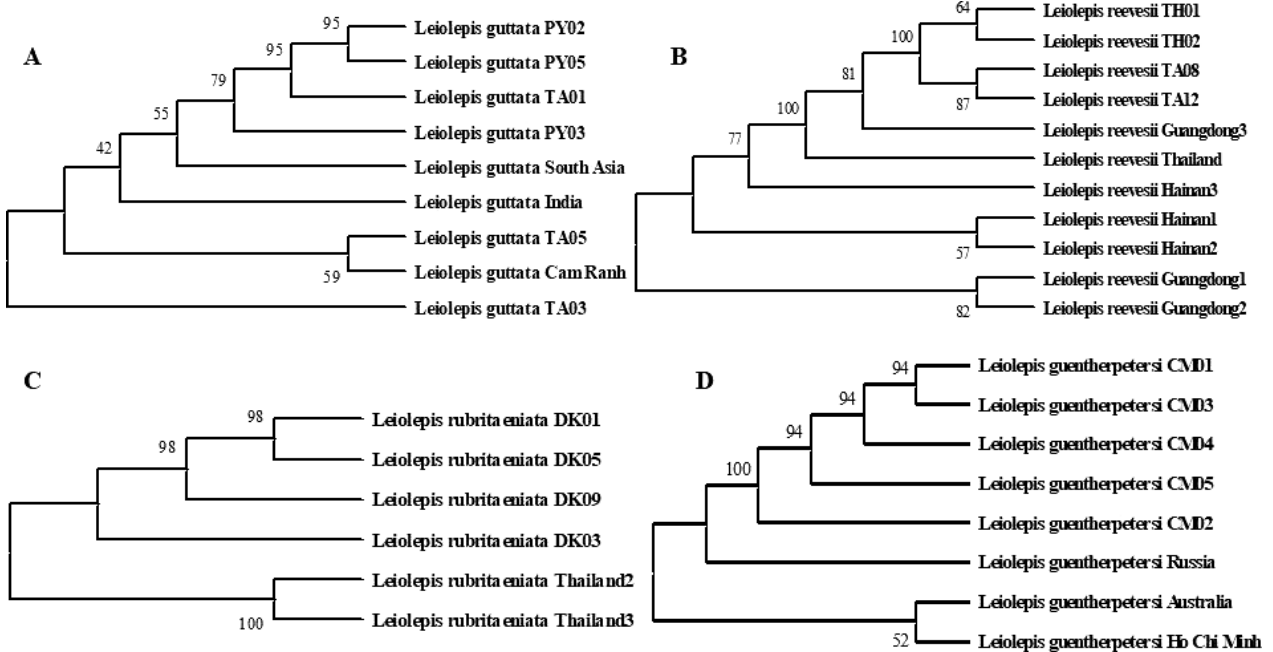 A
95
Leiolepis guttata PY02
95
Leiolepis guttata PY05
79
Leiolepis guttata TA01
55
Leiolepis guttata PY03
42
Leiolepis guttata South Asia
Leiolepis guttata India
Leiolepis guttata TA05
59
Leiolepis guttata Cam Ranh
Leiolepis guttata TA03
B
64
Leiolepis reevesii TH01
100
Leiolepis reevesii TH02
81
Leiolepis reevesii TA08
87
Leiolepis reevesii TA12
100
Leiolepis reevesii Guangdong3
77
Leiolepis reevesii Thailand
Leiolepis reevesii Hainan3
Leiolepis reevesii Hainan1
57
Leiolepis reevesii Hainan2
Leiolepis reevesii Guangdong1
82
Leiolepis reevesii Guangdong2
C
98
Leiolepis rubritaeniata DK01
98
Leiolepis rubritaeniata DK05
Leiolepis rubritaeniata DK09
Leiolepis rubritaeniata DK03
Leiolepis rubritaeniata Thailand2
100
Leiolepis rubritaeniata Thailand3
D
94
Leiolepis guentherpetersi CM01
94
Leiolepis guentherpetersi CM03
94
Leiolepis guentherpetersi CM04
100
Leiolepis guentherpetersi CM05
Leiolepis guentherpetersi CM02
Leiolepis guentherpetersi Russia
Leiolepis guentherpetersi Australia
52
Leiolepis guentherpetersi Ho Chi Minh